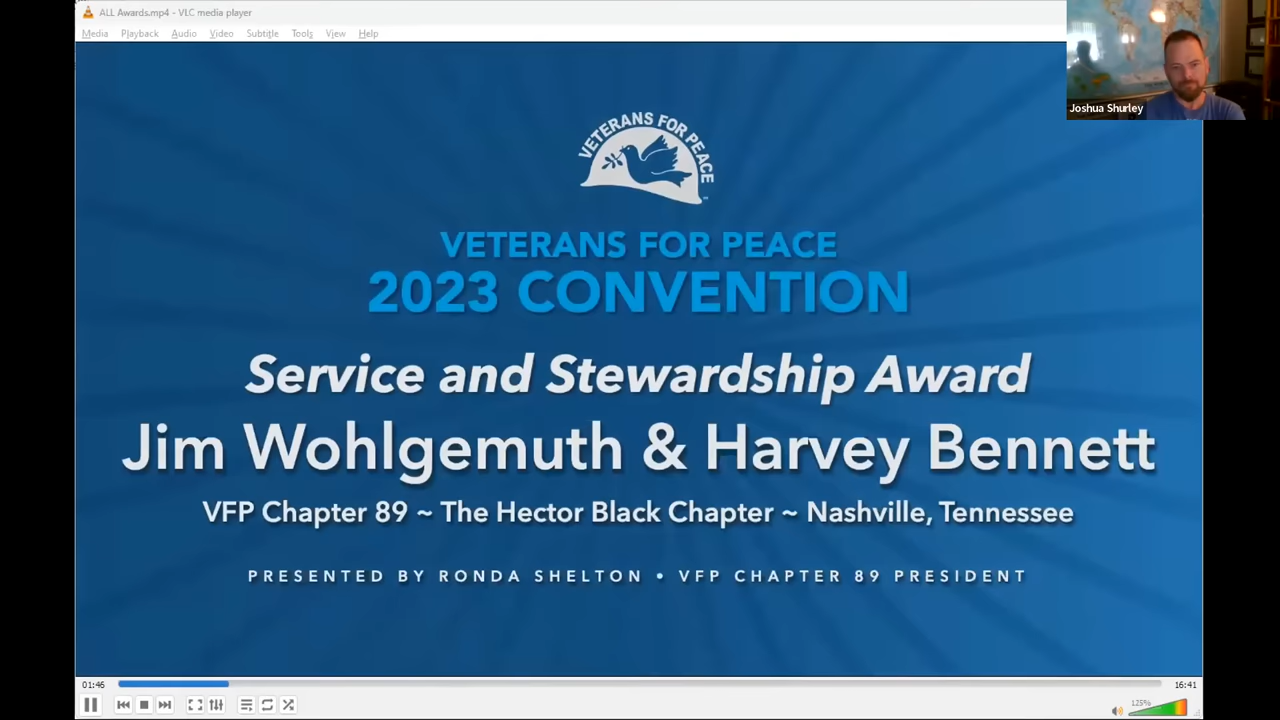 ALL Awards.mp4 - VLC media player
Media Playback Audio Video Subtitle Tools View Help
Joshua Shurley
VETERANS FOR PEACE
VETERANS FOR PEACE
2023 CONVENTION
Service and Stewardship Award
Jim Wohlgemuth & Harvey Bennett
VFP Chapter 89 ~ The Hector Black Chapter ~ Nashville, Tennessee
PRESENTED BY RONDA SHELTON • VFP CHAPTER 89 PRESIDENT
01:46
16:41
125%